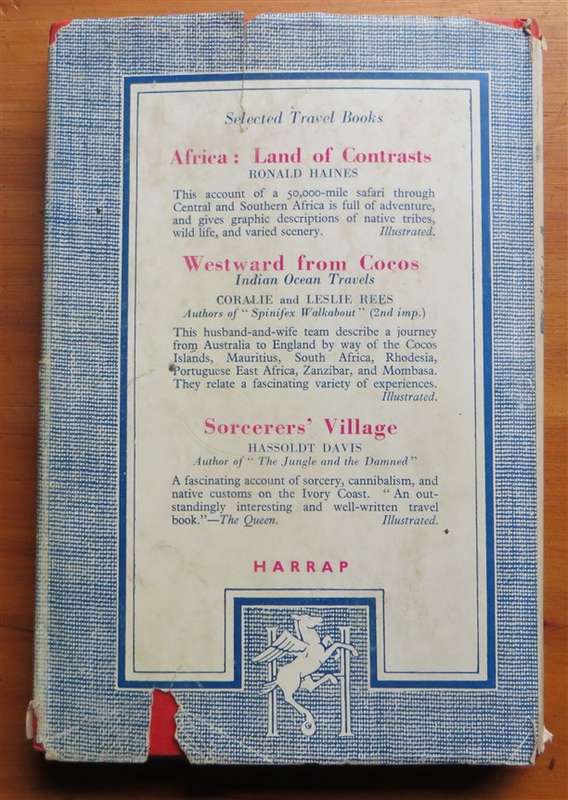 Selected Travel Books
Africa : Land of Contrasts
RONALD HAINES
This account of a 50,000-mile safari through
Central and Southern Africa is full of adventure,
and gives graphic descriptions of native tribes,
wild life, and varied scenery. Illustrated.
Westward from Cocos
Indian Ocean Travels
CORALIE and LESLIE REES
Authors of "Spinifex Walkabout" (2nd imp.)
This husband-and-wife team describe a journey
from Australia to England by way of the Cocos
Islands, Mauritius, South Africa, Rhodesia,
Portuguese East Africa, Zanzibar, and Mombasa.
They relate a fascinating variety of experiences.
Illustrated.
Sorcerers' Village
HASSOLDT DAVIS
Author of "The Jungle and the Damned"
A fascinating account of sorcery, cannibalism, and
native customs on the Ivory Coast. "An out-
standingly interesting and well-written travel
book."—The Queen. Illustrated.
HARRAP
H